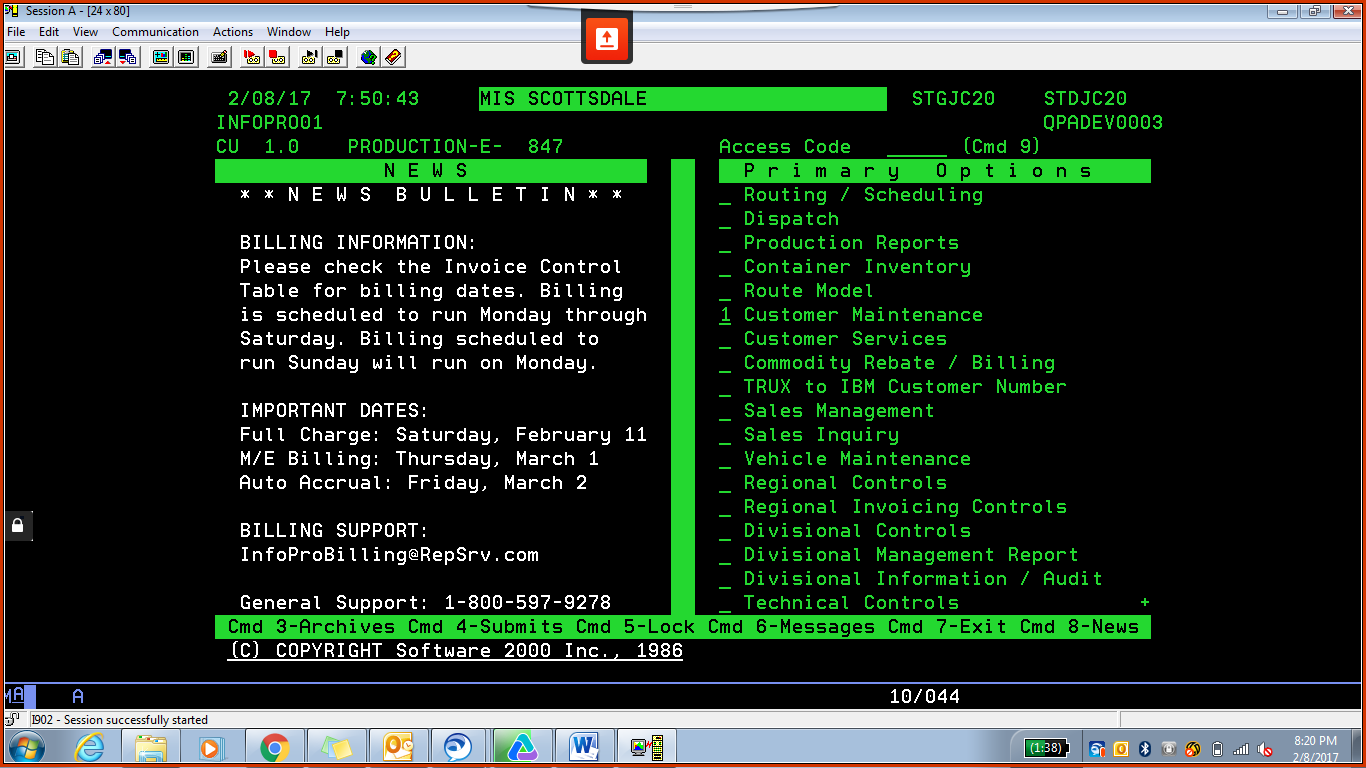 Session A - [24 x 80]
File Edit View Communication Actions Window Help
2/08/17 7:50:43 MIS SCOTTSDALE STGJC20 STDJC20
INFOPRO01 QPADEV0003
CU 1.0 PRODUCTION-E- 847 Access Code ______ (Cmd 9)
N E W S
* * N E W S B U L L E T I N * *
BILLING INFORMATION:
Please check the Invoice Control
Table for billing dates. Billing
is scheduled to run Monday through
Saturday. Billing scheduled to
run Sunday will run on Monday.
IMPORTANT DATES:
Full Charge: Saturday, February 11
M/E Billing: Thursday, March 1
Auto Accrual: Friday, March 2
BILLING SUPPORT:
InfoProBilling@RepSrv.com
General Support: 1-800-597-9278
P r i m a r y O p t i o n s
_ Routing / Scheduling
_ Dispatch
_ Production Reports
_ Container Inventory
_ Route Model
1 Customer Maintenance
_ Customer Services
_ Commodity Rebate / Billing
_ TRUX to IBM Customer Number
_ Sales Management
_ Sales Inquiry
_ Vehicle Maintenance
_ Regional Controls
_ Regional Invoicing Controls
_ Divisional Controls
_ Divisional Management Report
_ Divisional Information / Audit
_ Technical Controls +
Cmd 3-Archives Cmd 4-Submits Cmd 5-Lock Cmd 6-Messages Cmd 7-Exit Cmd 8-News
(C) COPYRIGHT Software 2000 Inc., 1986
MA A 10/044
I902 - Session successfully started
(1:38) 8:20 PM
2/8/2017